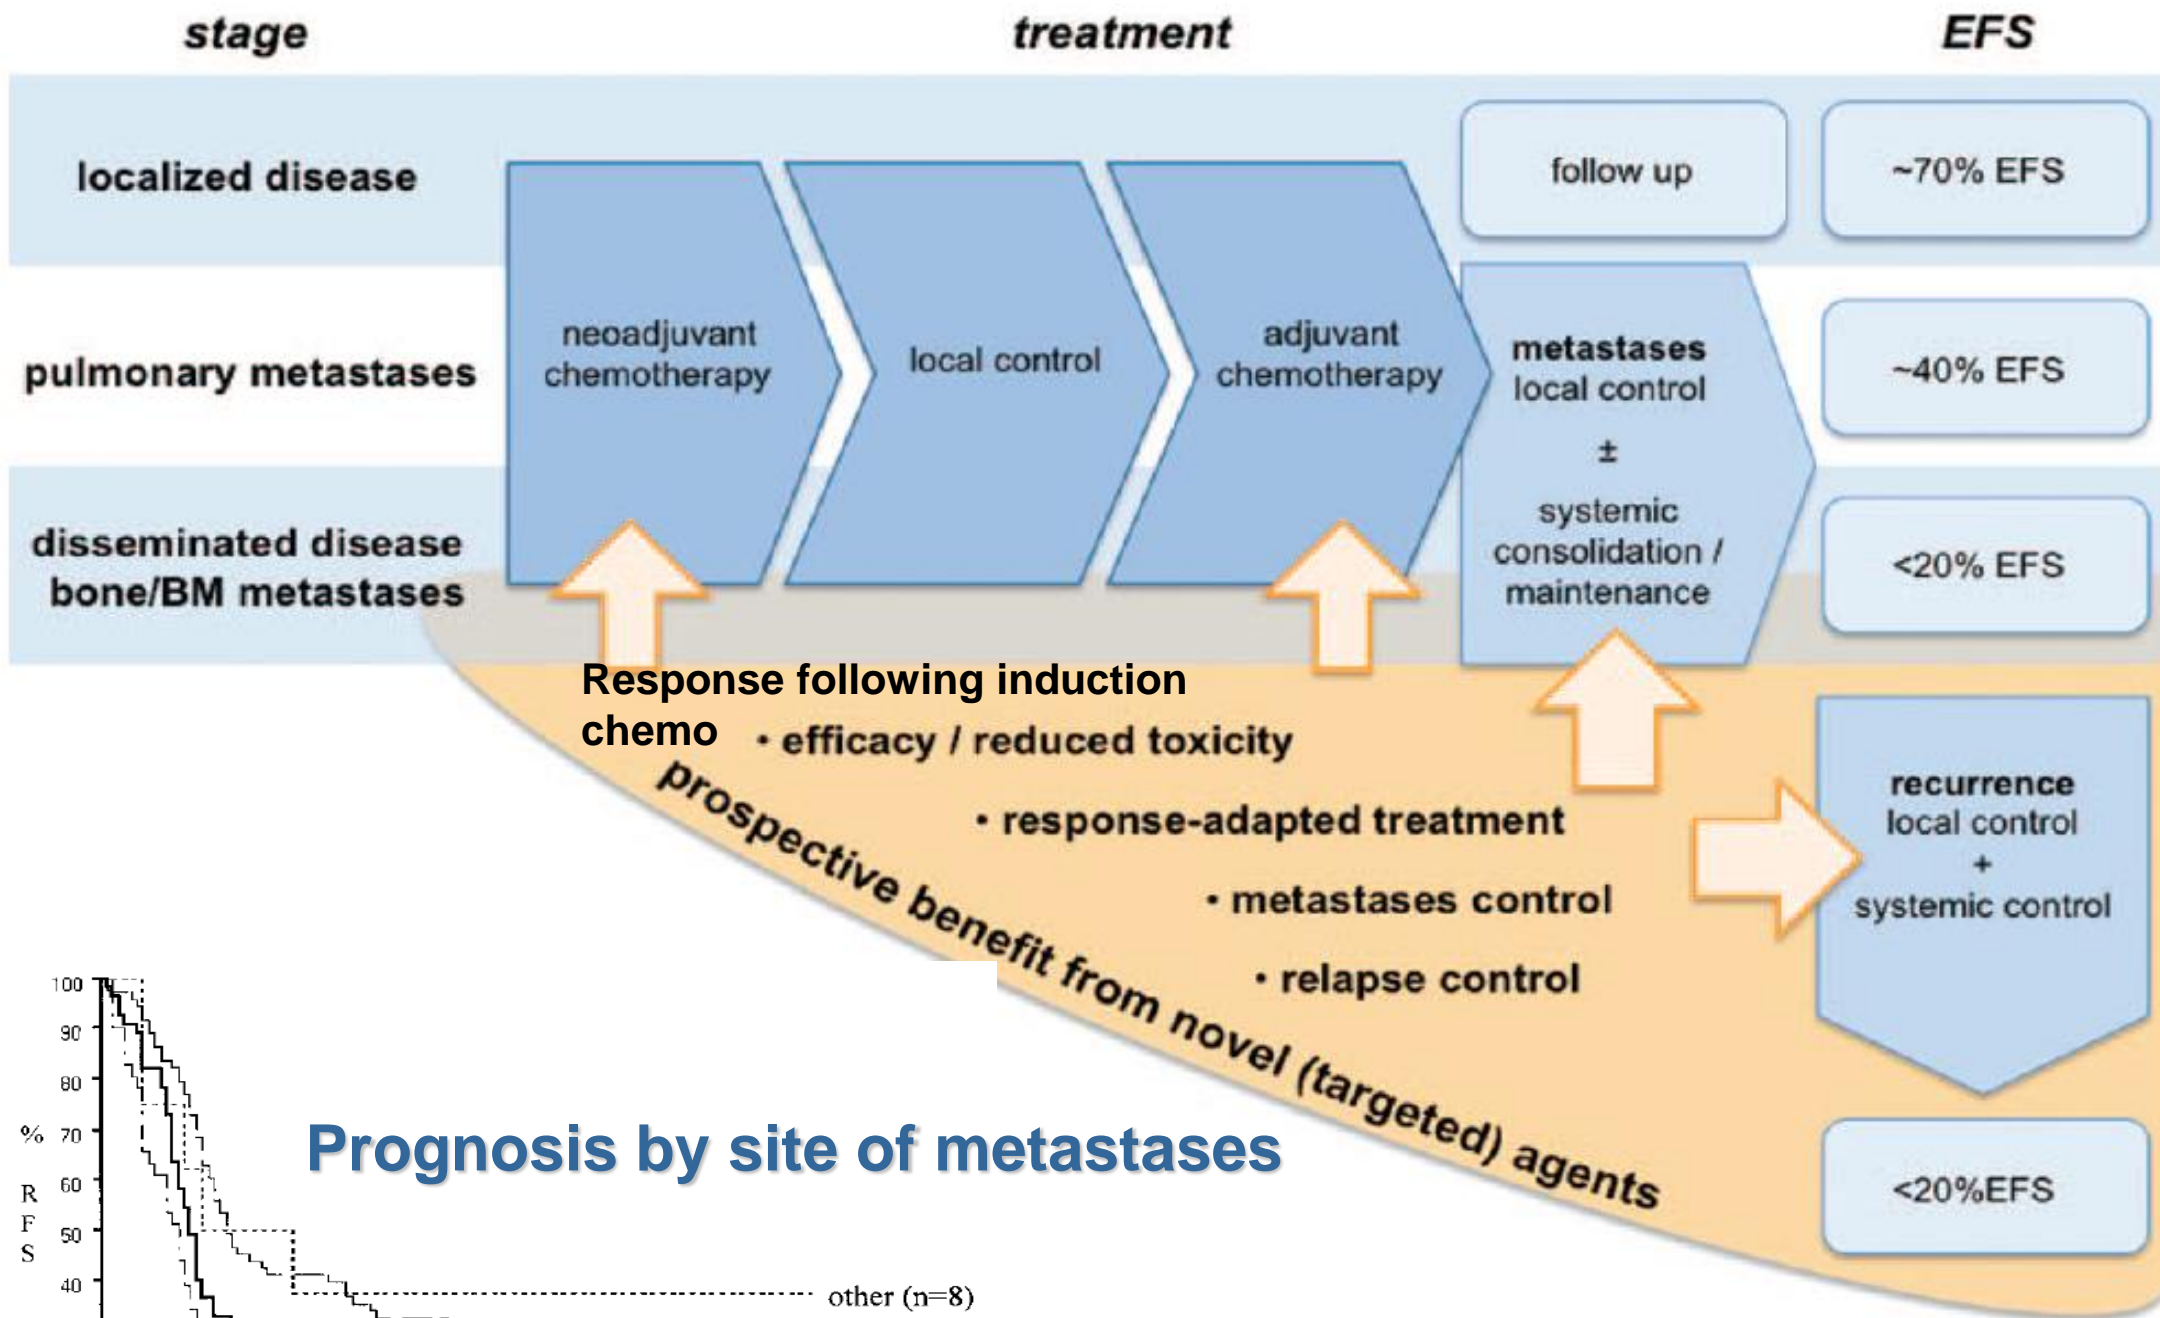 stage
treatment
EFS
localized disease
follow up
~70% EFS
pulmonary metastases
neoadjuvant
chemotherapy
local control
adjuvant
chemotherapy
metastases
local control
±
systemic
consolidation /
maintenance
~40% EFS
disseminated disease
bone/BM metastases
<20% EFS
Response following induction
chemo
• efficacy / reduced toxicity
• response-adapted treatment
• metastases control
• relapse control
prospective benefit from novel (targeted) agents
recurrence
local control
+
systemic control
<20%EFS
Prognosis by site of metastases
100
90
80
70
60
50
40
%
R
F
S
other (n=8)